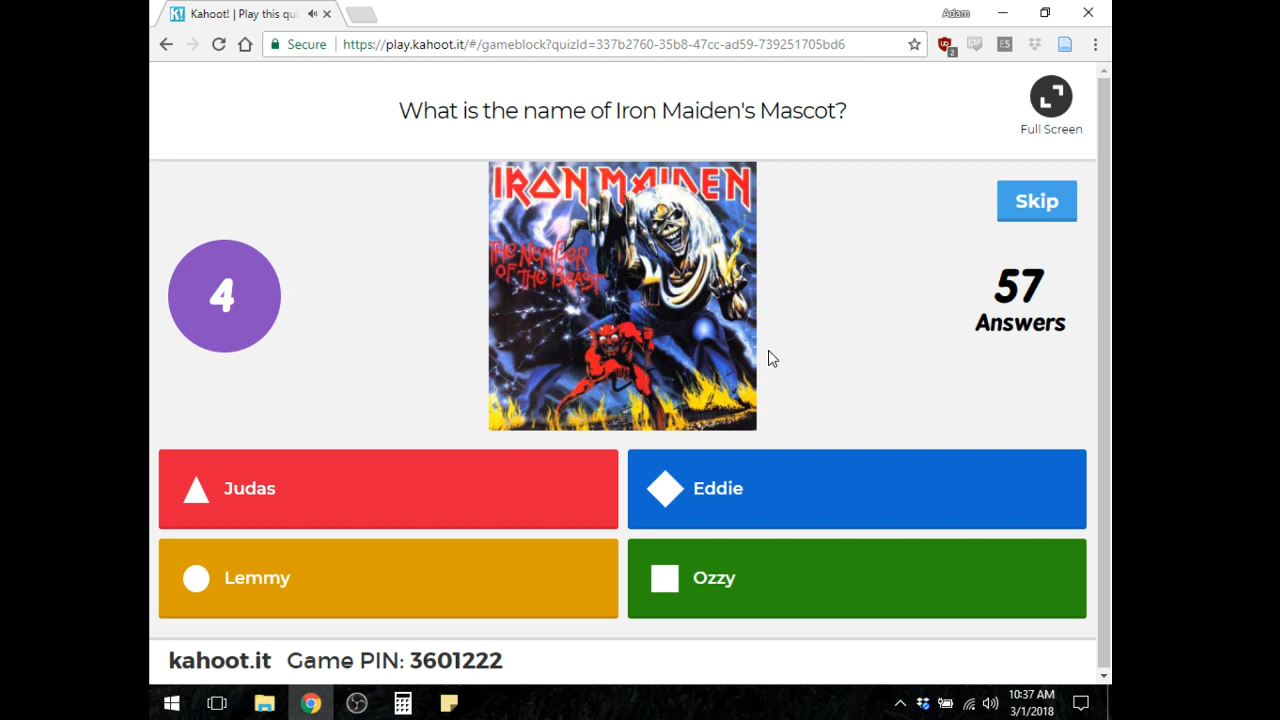 Kahoot! | Play this qui
Adam
Secure
https://play.kahoot.it/#/gameblock?quizId=337b2760-35b8-47cc-ad59-739251705bd6
2
ES
What is the name of Iron Maiden's Mascot?
Full Screen
IRON MAIDEN
THE NUMBER
OF THE BEAST
Skip
4
57
Answers
Judas
Eddie
Lemmy
Ozzy
kahoot.it Game PIN: 3601222
10:37 AM
3/1/2018